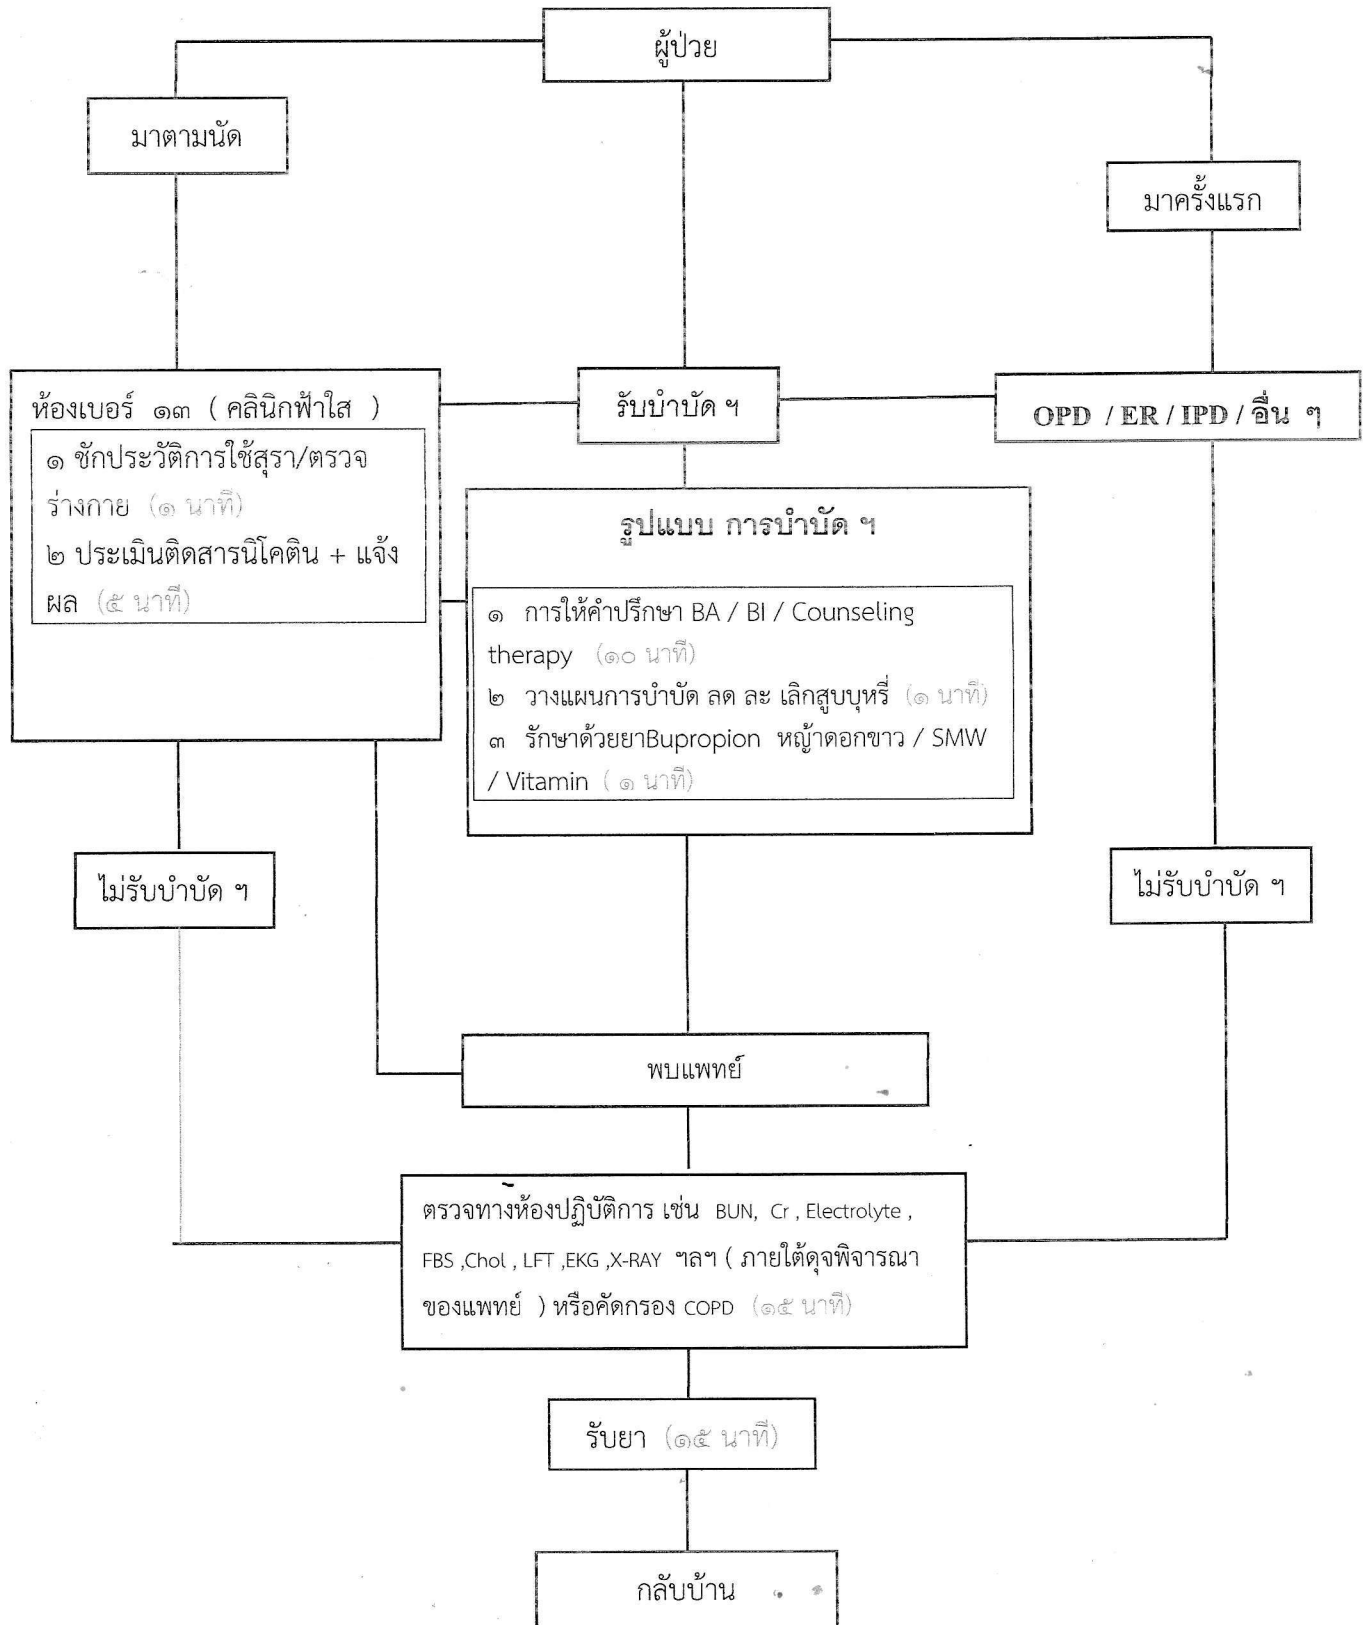 ผู้ป่วย
มาตามนัด
มาครั้งแรก
ห้องเบอร์ ๑๓ ( คลินิกฟ้าใส )
๑ ซักประวัติการใช้สุรา/ตรวจ
ร่างกาย (๑ นาที)
๒ ประเมินติดสารนิโคติน + แจ้ง
ผล (๕ นาที)
รับบำบัด ฯ
OPD / ER / IPD / อื่น ๆ
รูปแบบ การบำบัด ฯ
๑ การให้คำปรึกษา BA / BI / Counseling
therapy (๑๐ นาที)
๒ วางแผนการบำบัด ลด ละ เลิกสูบบุหรี่ (๑ นาที)
๓ รักษาด้วยยาBupropion หญ้าดอกขาว / SMW
/ Vitamin ( ๑ นาที)
ไม่รับบำบัด ฯ
ไม่รับบำบัด ฯ
พบแพทย์
ตรวจทางห้องปฏิบัติการ เช่น BUN, Cr , Electrolyte ,
FBS ,Chol , LFT ,EKG ,X-RAY ฯลฯ ( ภายใต้ดุจพิจารณา
ของแพทย์ ) หรือคัดกรอง COPD (๑๕ นาที)
รับยา (๑๕ นาที)
กลับบ้าน